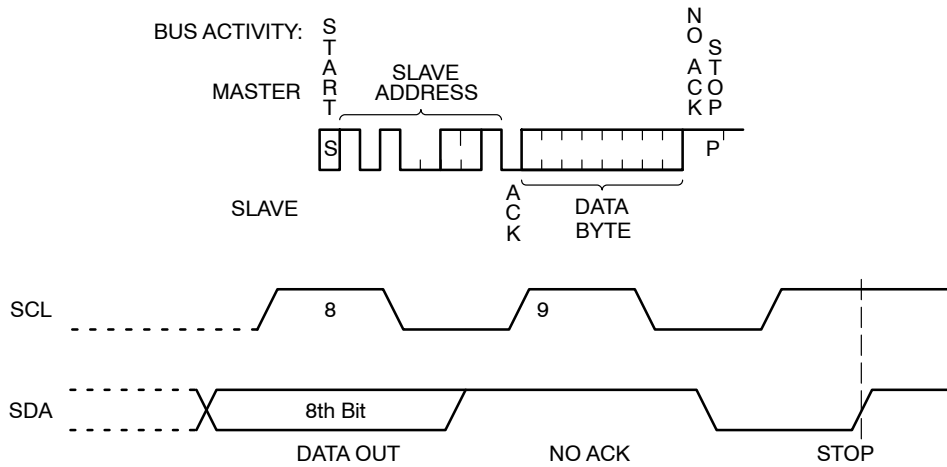 BUS ACTIVITY:
MASTER
START
SLAVE
ADDRESS
NO ACK
STOP
S
P
SLAVE
ACK
DATA
BYTE
SCL
8
9
SDA
8th Bit
DATA OUT
NO ACK
STOP